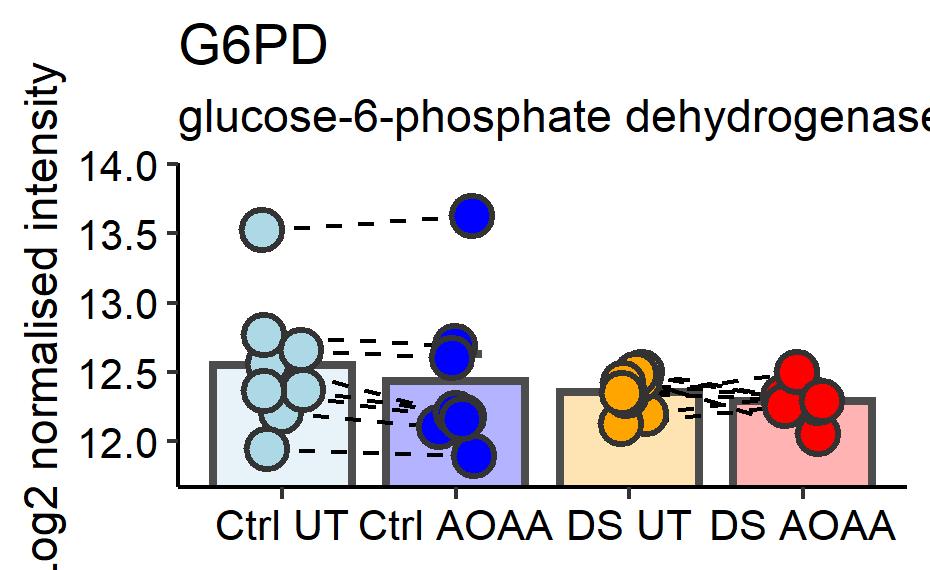 G6PD
glucose-6-phosphate dehydrogenase
Log2 normalised intensity
14.0
13.5
13.0
12.5
12.0
Ctrl UT Ctrl AOAA DS UT DS AOAA